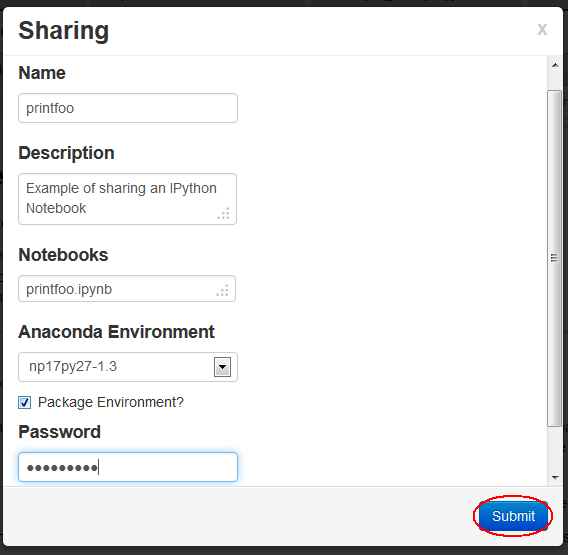 Sharing
x
Name
printfoo
Description
Example of sharing an IPython
Notebook
Notebooks
printfoo.ipynb
Anaconda Environment
np17py27-1.3
Package Environment?
Password
●●●●●●●●●
Submit